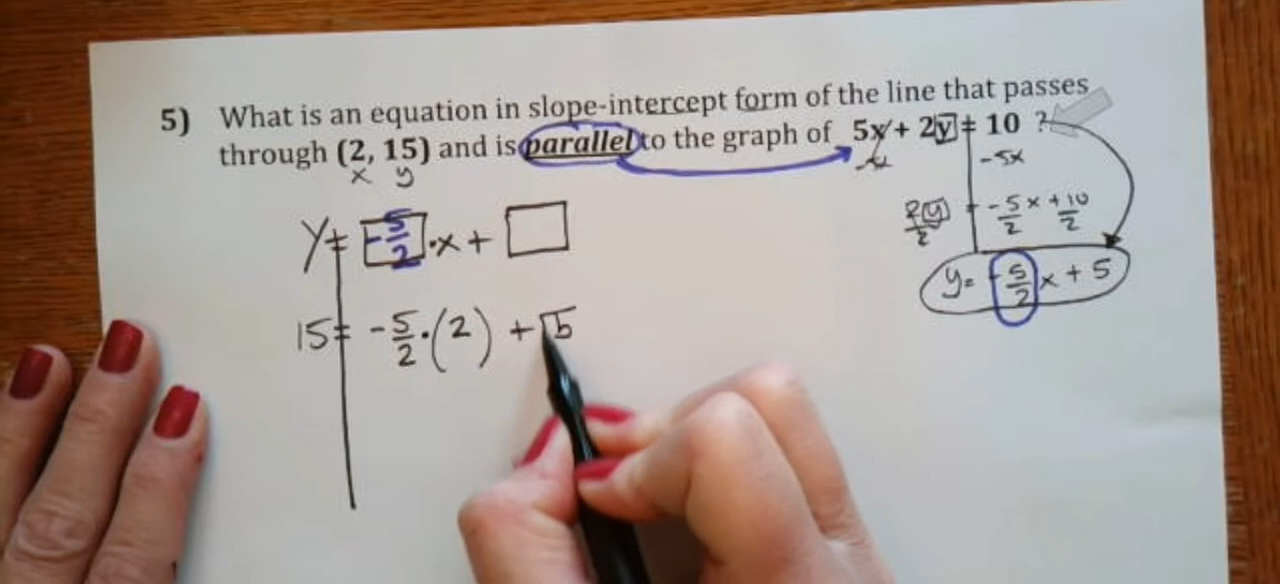 5) What is an equation in slope-intercept form of the line that passes
through (2, 15) and is parallel to the graph of 5x + 2y = 10 ?
x y
-5x
y = -5/2 · x +
2y/2 = -5/2 x + 10/2
y = -5/2 x + 5
15 = -5/2 · (2) + b